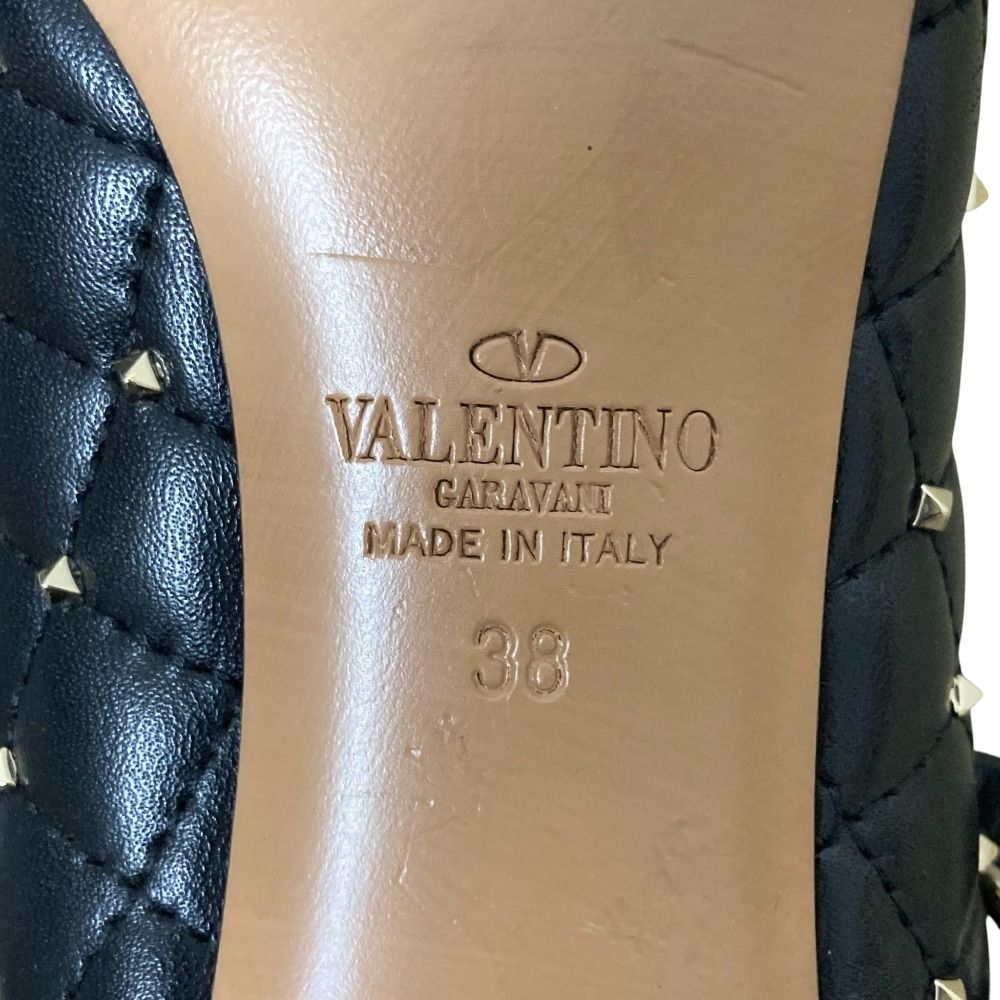 V
VALENTINO
GARAVANI
MADE IN ITALY
38